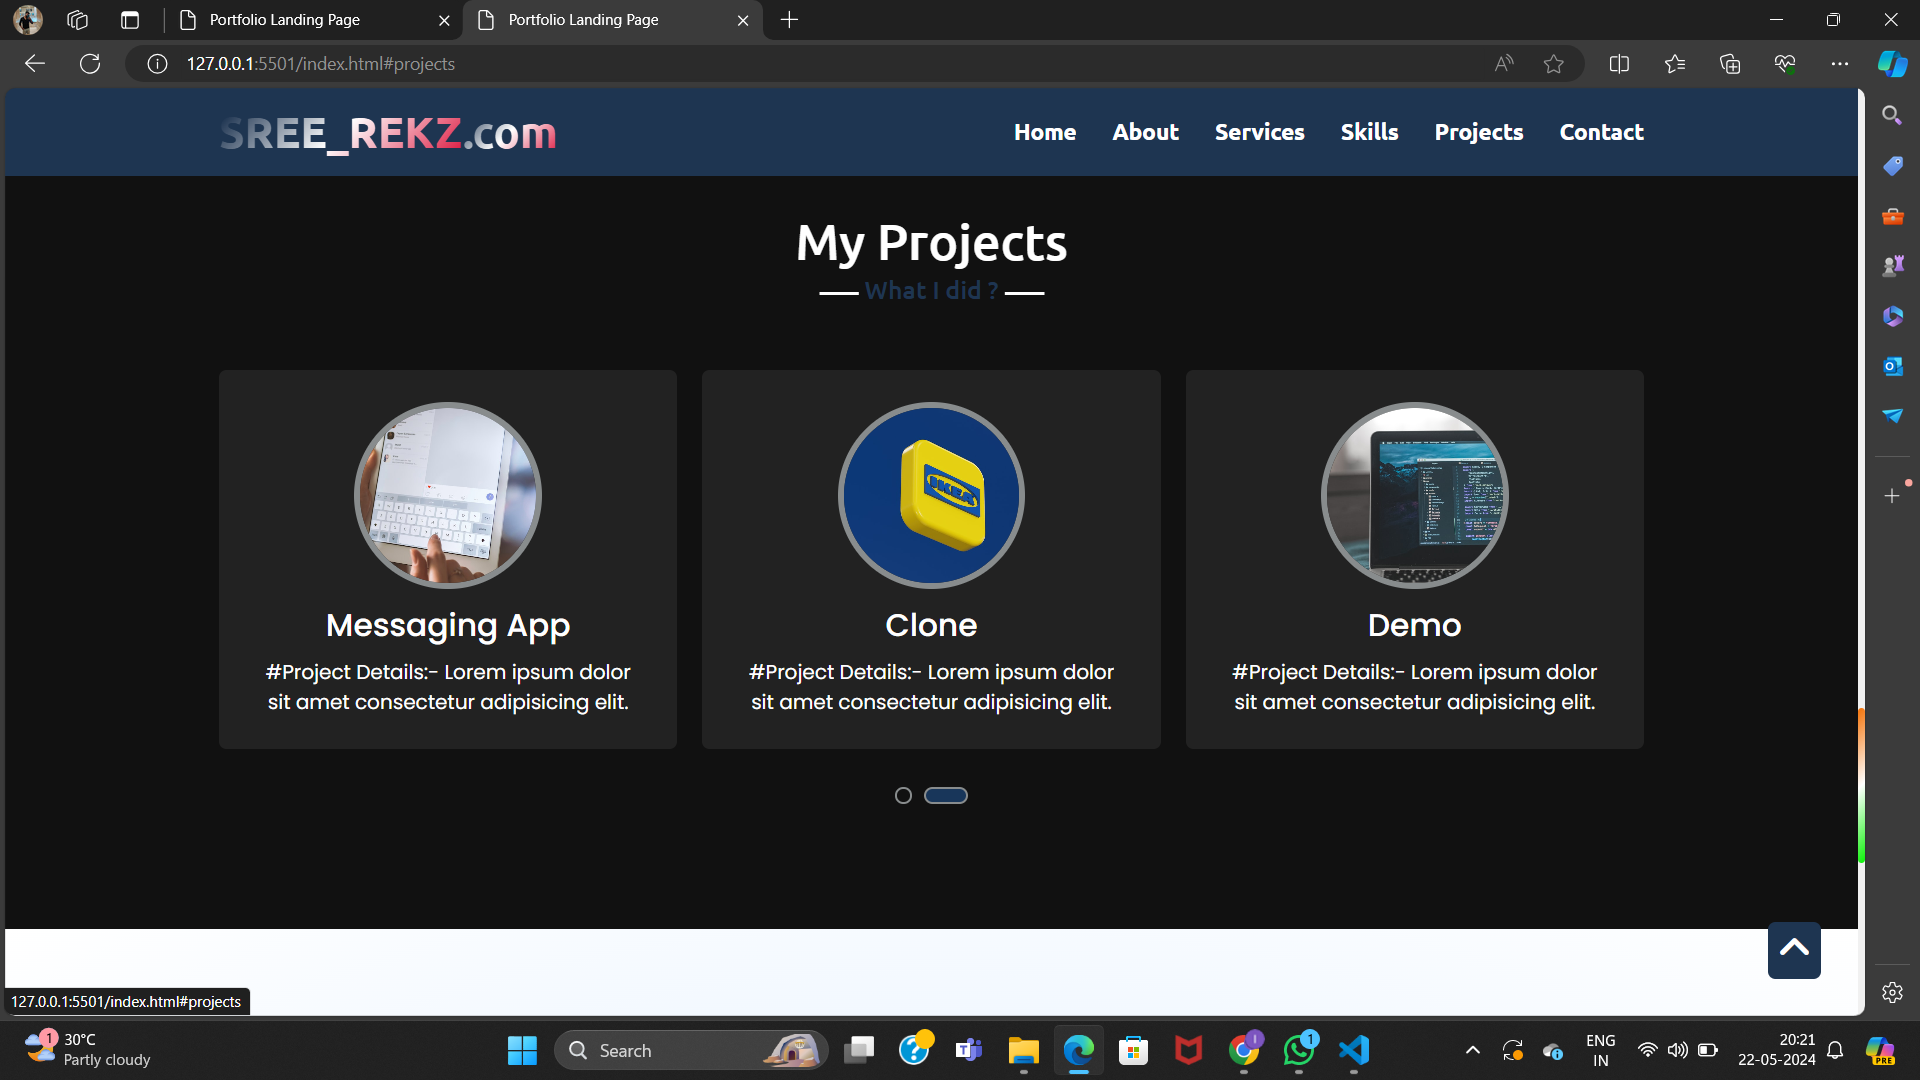 Portfolio Landing Page
Portfolio Landing Page
127.0.0.1:5501/index.html#projects
SREE_REKZ.com
Home About Services Skills Projects Contact
My Projects
What I did ?
IKEA
Messaging App
#Project Details:- Lorem ipsum dolor
sit amet consectetur adipisicing elit.
Clone
#Project Details:- Lorem ipsum dolor
sit amet consectetur adipisicing elit.
Demo
#Project Details:- Lorem ipsum dolor
sit amet consectetur adipisicing elit.
127.0.0.1:5501/index.html#projects
1
30°C
Partly cloudy
Search
1
ENG
IN
20:21
22-05-2024
PRE